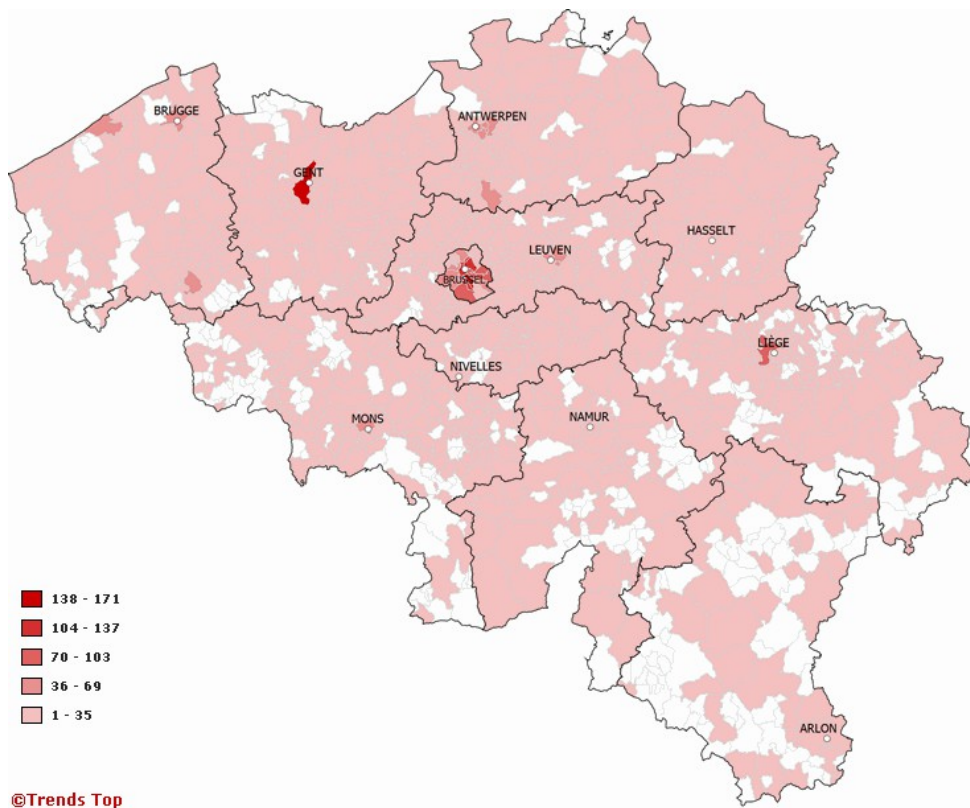 BRUGGE
ANTWERPEN
GENT
HASSELT
LEUVEN
BRUSSEL
LIÈGE
NIVELLES
MONS
NAMUR
138 - 171
104 - 137
70 - 103
36 - 69
1 - 35
ARLON
©Trends Top